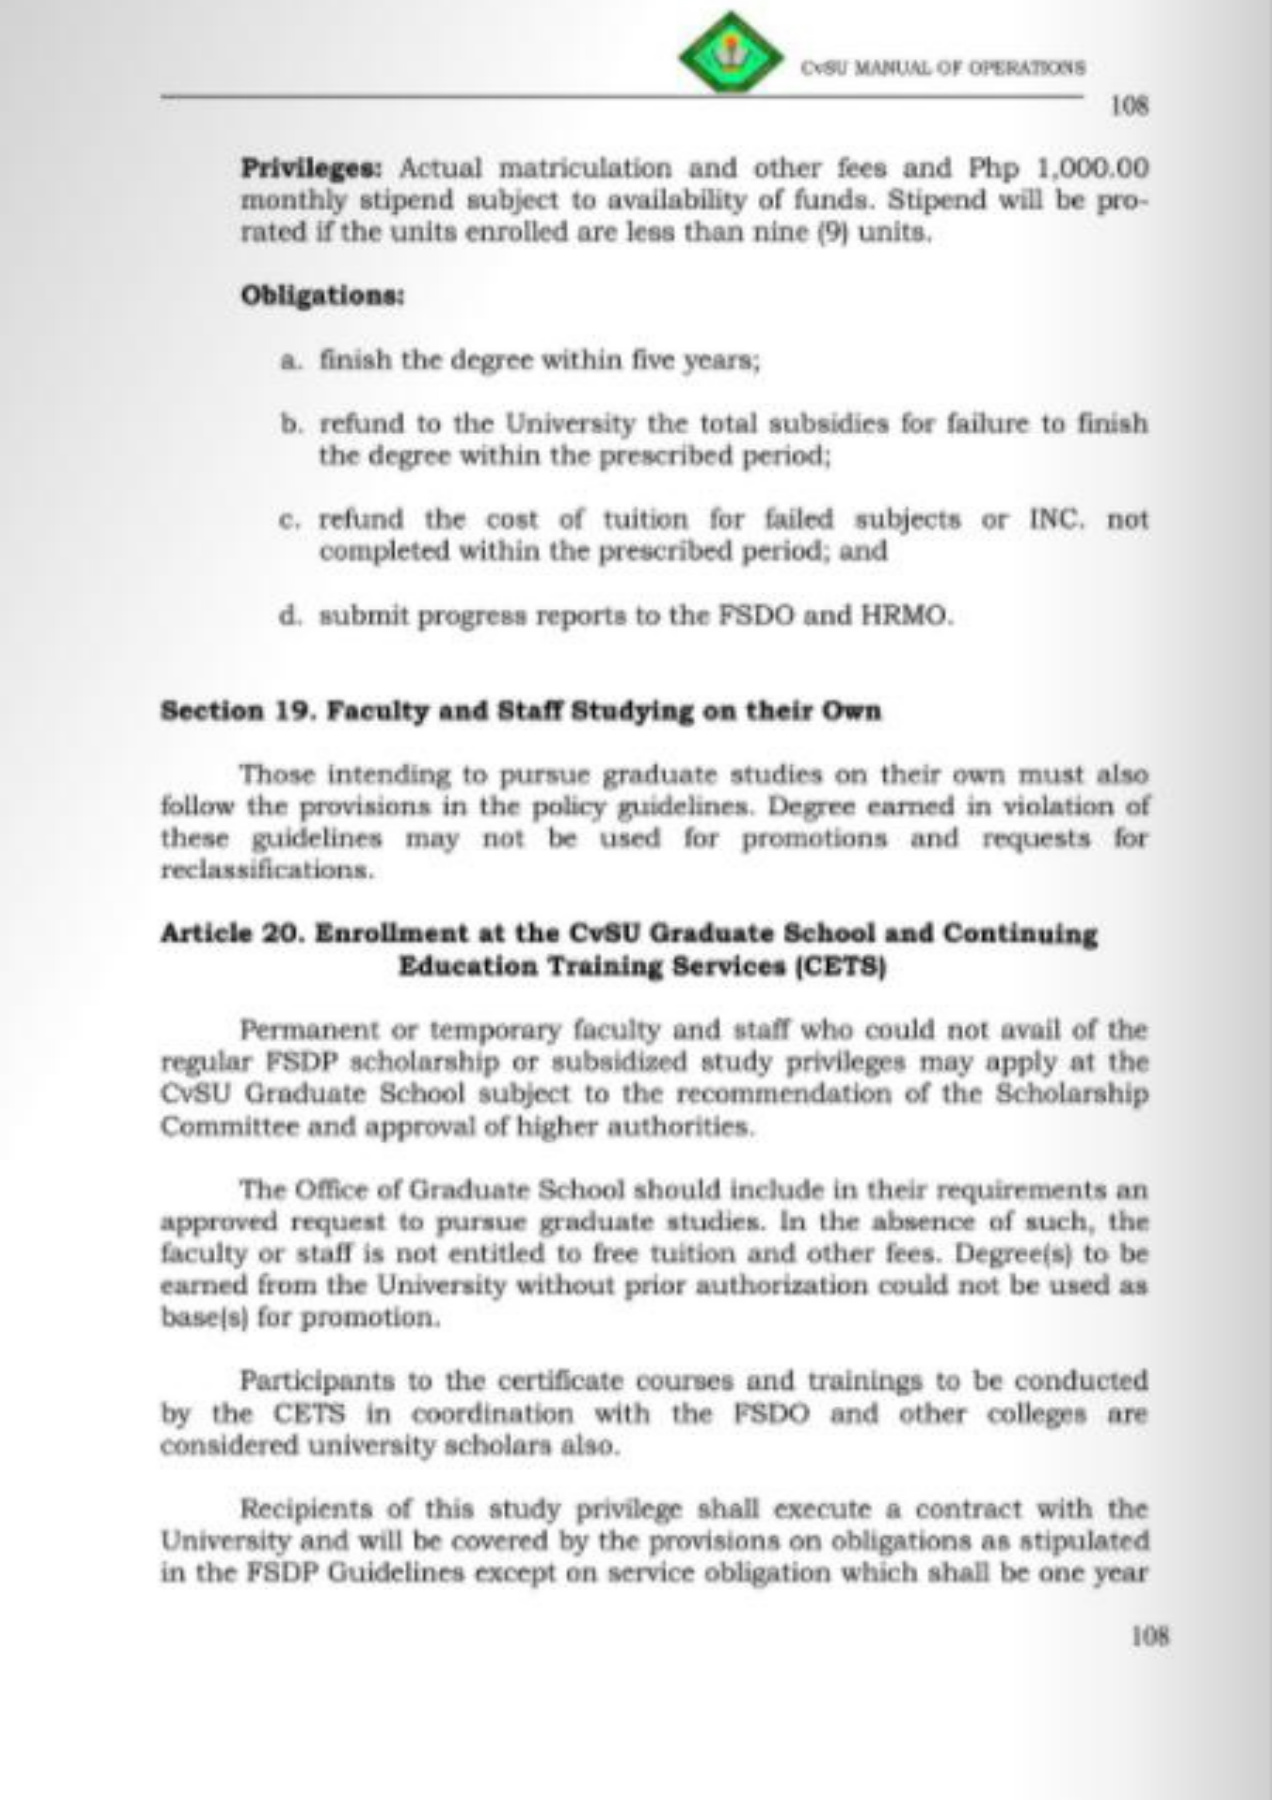 CvSU MANUAL OF OPERATIONS
108
Privileges: Actual matriculation and other fees and Php 1,000.00
monthly stipend subject to availability of funds. Stipend will be pro-
rated if the units enrolled are less than nine (9) units.
Obligations:
a. finish the degree within five years;
b. refund to the University the total subsidies for failure to finish
the degree within the prescribed period;
c. refund the cost of tuition for failed subjects or INC. not
completed within the prescribed period; and
d. submit progress reports to the FSDO and HRMO.
Section 19. Faculty and Staff Studying on their Own
Those intending to pursue graduate studies on their own must also
follow the provisions in the policy guidelines. Degree earned in violation of
these guidelines may not be used for promotions and requests for
reclassifications.
Article 20. Enrollment at the CvSU Graduate School and Continuing
Education Training Services (CETS)
Permanent or temporary faculty and staff who could not avail of the
regular FSDP scholarship or subsidized study privileges may apply at the
CvSU Graduate School subject to the recommendation of the Scholarship
Committee and approval of higher authorities.
The Office of Graduate School should include in their requirements an
approved request to pursue graduate studies. In the absence of such, the
faculty or staff is not entitled to free tuition and other fees. Degree(s) to be
earned from the University without prior authorization could not be used as
base(s) for promotion.
Participants to the certificate courses and trainings to be conducted
by the CETS in coordination with the FSDO and other colleges are
considered university scholars also.
Recipients of this study privilege shall execute a contract with the
University and will be covered by the provisions on obligations as stipulated
in the FSDP Guidelines except on service obligation which shall be one year
108